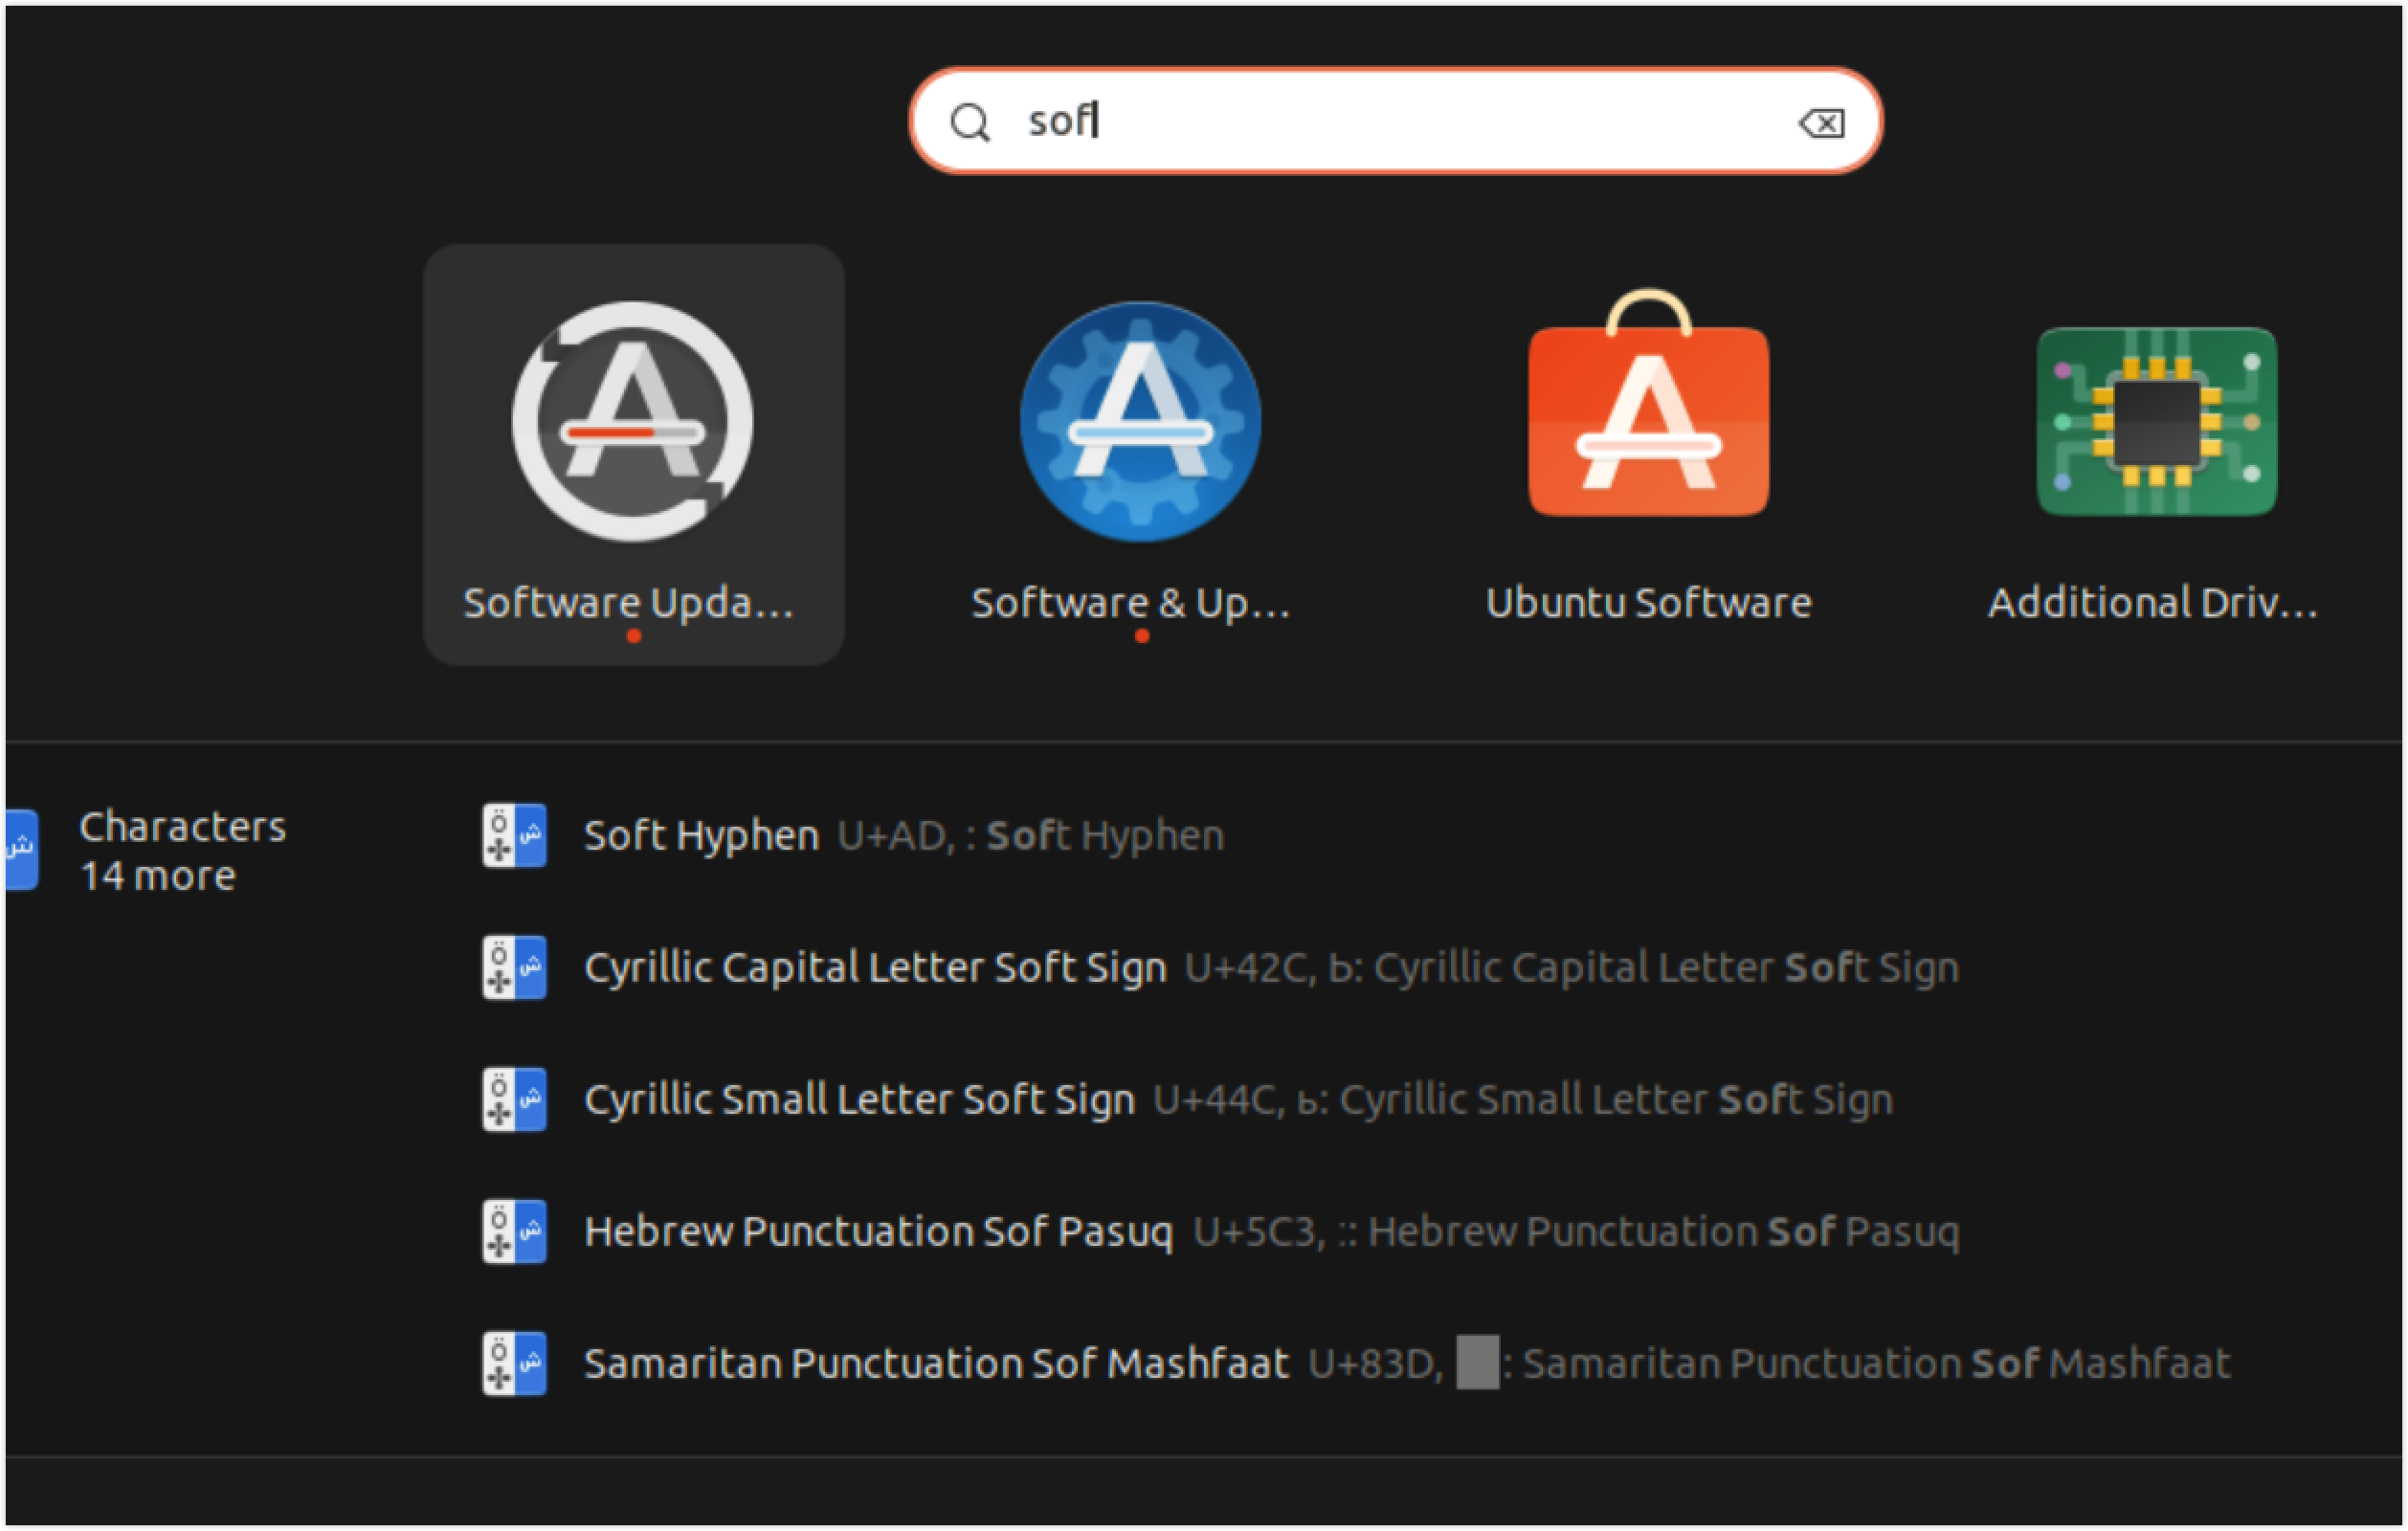 sof
Software Upda...
Software & Up...
Ubuntu Software
Additional Driv...
Characters
14 more
Soft Hyphen U+AD, : Soft Hyphen
Cyrillic Capital Letter Soft Sign U+42C, Ь: Cyrillic Capital Letter Soft Sign
Cyrillic Small Letter Soft Sign U+44C, ь: Cyrillic Small Letter Soft Sign
Hebrew Punctuation Sof Pasuq U+5C3, ׃: Hebrew Punctuation Sof Pasuq
Samaritan Punctuation Sof Mashfaat U+83D, : Samaritan Punctuation Sof Mashfaat